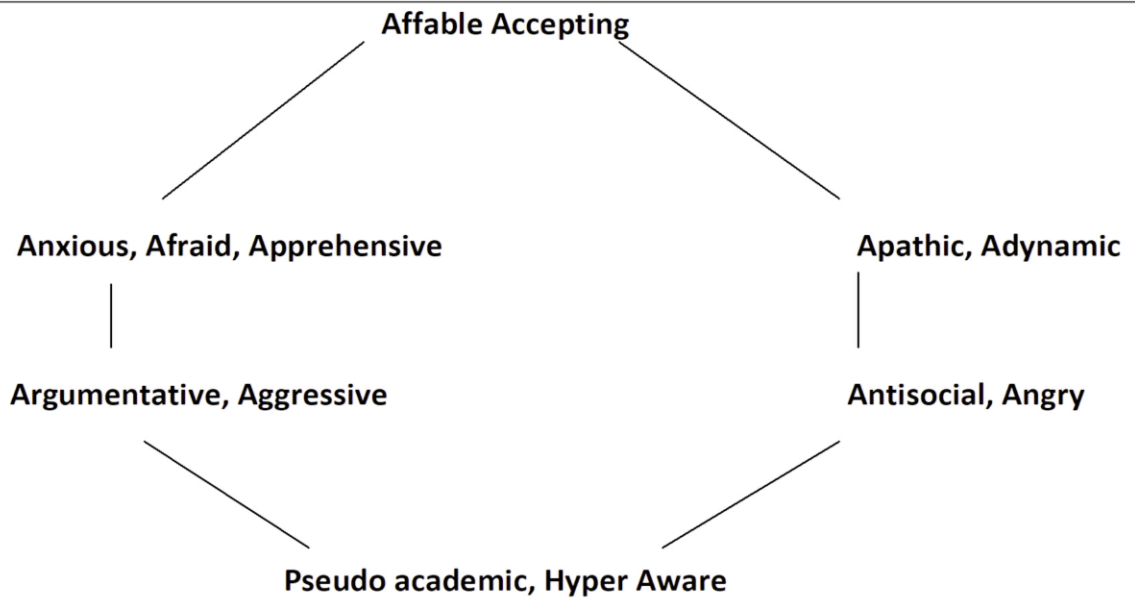 Affable Accepting
Anxious, Afraid, Apprehensive
Apathic, Adynamic
Argumentative, Aggressive
Antisocial, Angry
Pseudo academic, Hyper Aware